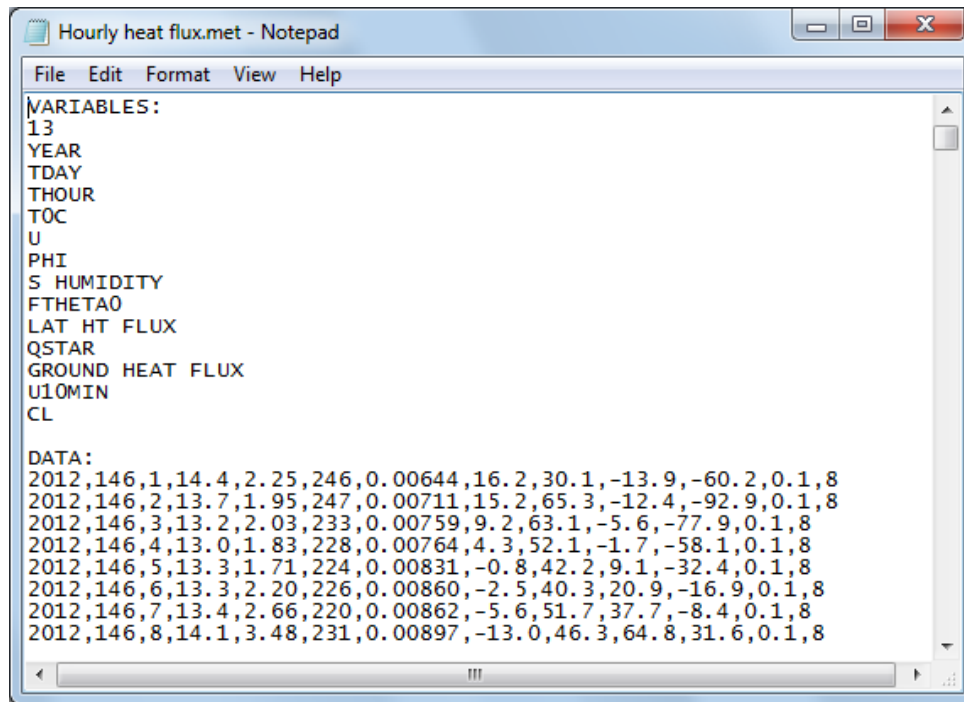 Hourly heat flux.met - Notepad
File Edit Format View Help
VARIABLES:
13
YEAR
TDAY
THOUR
T0C
U
PHI
S HUMIDITY
FTHETA0
LAT HT FLUX
QSTAR
GROUND HEAT FLUX
U10MIN
CL
DATA:
2012,146,1,14.4,2.25,246,0.00644,16.2,30.1,-13.9,-60.2,0.1,8
2012,146,2,13.7,1.95,247,0.00711,15.2,65.3,-12.4,-92.9,0.1,8
2012,146,3,13.2,2.03,233,0.00759,9.2,63.1,-5.6,-77.9,0.1,8
2012,146,4,13.0,1.83,228,0.00764,4.3,52.1,-1.7,-58.1,0.1,8
2012,146,5,13.3,1.71,224,0.00831,-0.8,42.2,9.1,-32.4,0.1,8
2012,146,6,13.3,2.20,226,0.00860,-2.5,40.3,20.9,-16.9,0.1,8
2012,146,7,13.4,2.66,220,0.00862,-5.6,51.7,37.7,-8.4,0.1,8
2012,146,8,14.1,3.48,231,0.00897,-13.0,46.3,64.8,31.6,0.1,8